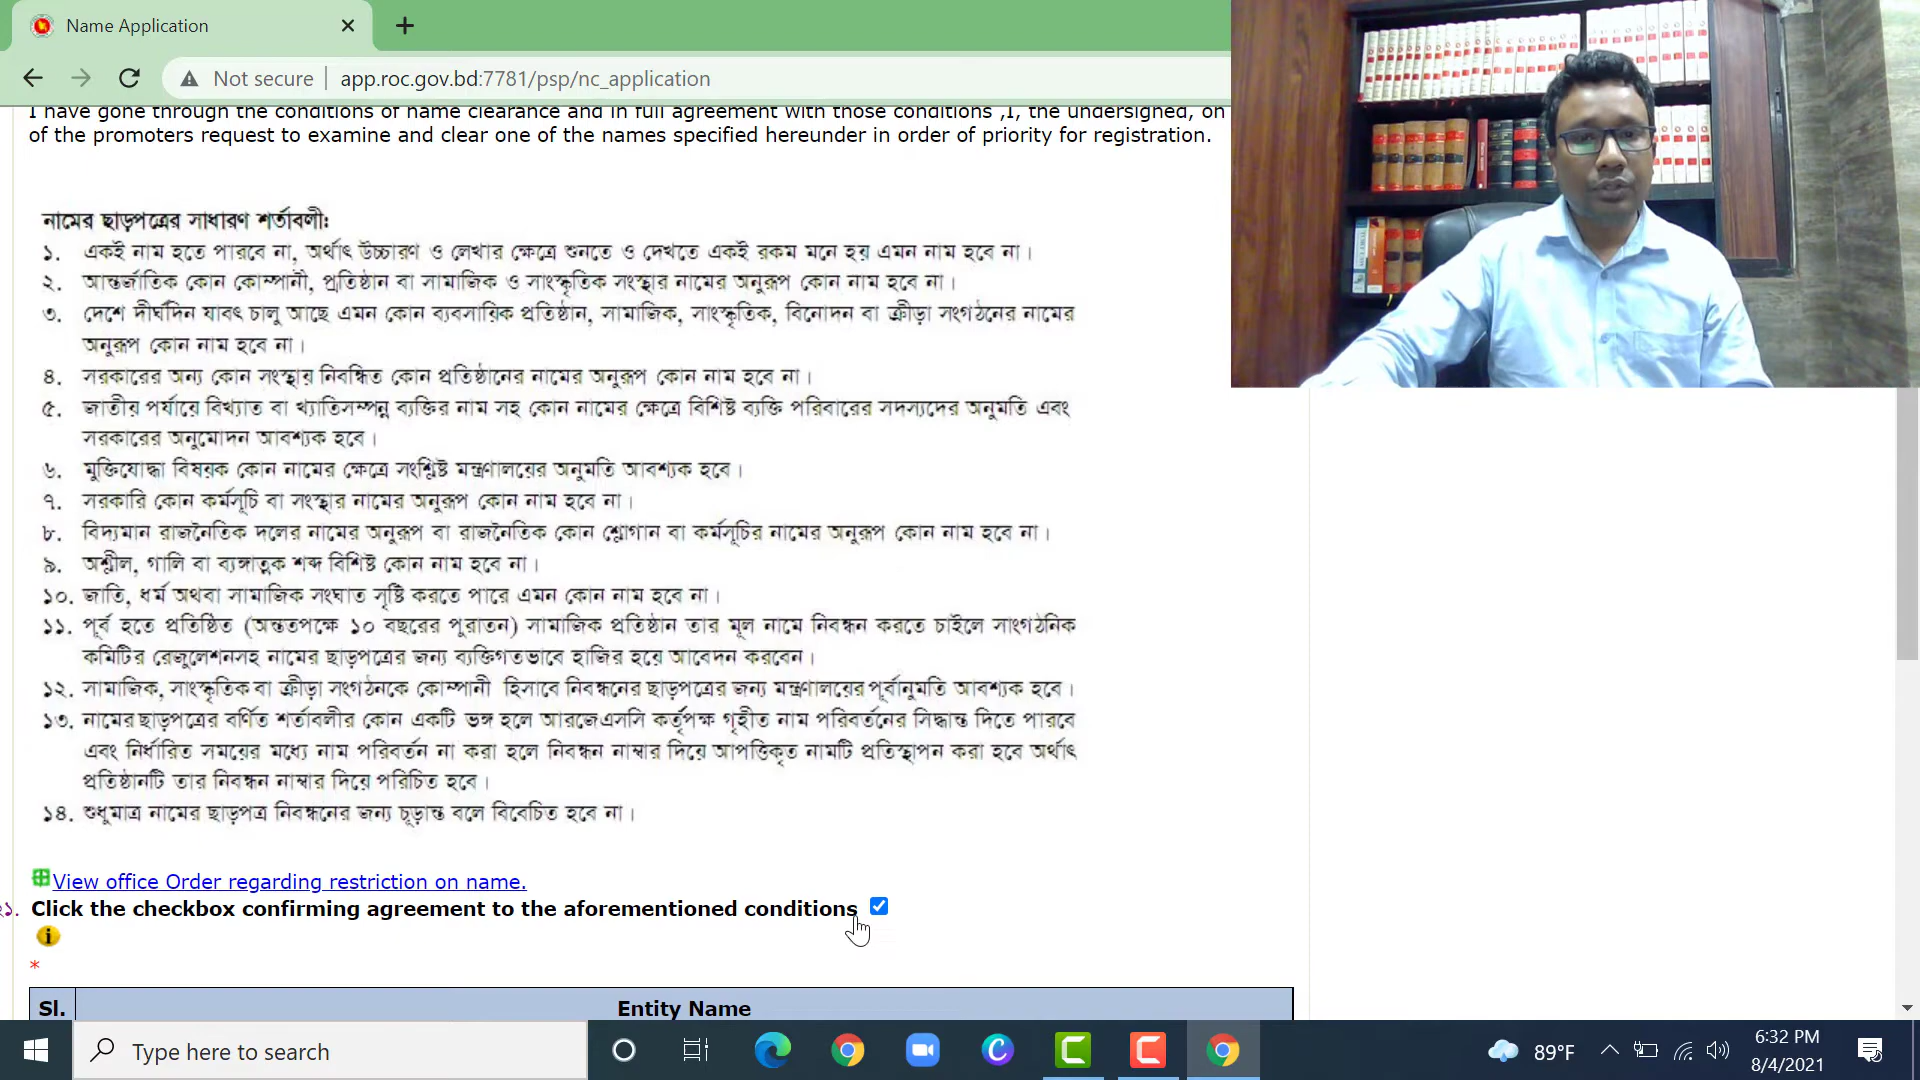 Name Application
Not secure
app.roc.gov.bd:7781/psp/nc_application
I have gone through the conditions of name clearance and in full agreement with those conditions ,I, the undersigned, on
of the promoters request to examine and clear one of the names specified hereunder in order of priority for registration.
নামের ছাড়পত্রের সাধারণ শর্তাবলী:
১. একই নাম হতে পারবে না, অর্থাৎ উচ্চারণ ও লেখার ক্ষেত্রে শুনতে ও দেখতে একই রকম মনে হয় এমন নাম হবে না।
২. আন্তর্জাতিক কোন কোম্পানী, প্রতিষ্ঠান বা সামাজিক ও সাংস্কৃতিক সংস্থার নামের অনুরূপ কোন নাম হবে না।
৩. দেশে দীর্ঘদিন যাবৎ চালু আছে এমন কোন ব্যবসায়িক প্রতিষ্ঠান, সামাজিক, সাংস্কৃতিক, বিনোদন বা ক্রীড়া সংগঠনের নামের
অনুরূপ কোন নাম হবে না।
৪. সরকারের অন্য কোন সংস্থায় নিবন্ধিত কোন প্রতিষ্ঠানের নামের অনুরূপ কোন নাম হবে না।
৫. জাতীয় পর্যায়ে বিখ্যাত বা খ্যাতিসম্পন্ন ব্যক্তির নাম সহ কোন নামের ক্ষেত্রে বিশিষ্ট ব্যক্তি পরিবারের সদস্যদের অনুমতি এবং
সরকারের অনুমোদন আবশ্যক হবে।
৬. মুক্তিযোদ্ধা বিষয়ক কোন নামের ক্ষেত্রে সংশ্লিষ্ট মন্ত্রণালয়ের অনুমতি আবশ্যক হবে।
৭. সরকারি কোন কর্মসূচি বা সংস্থার নামের অনুরূপ কোন নাম হবে না।
৮. বিদ্যমান রাজনৈতিক দলের নামের অনুরূপ বা রাজনৈতিক কোন শ্লোগান বা কর্মসূচির নামের অনুরূপ কোন নাম হবে না।
৯. অশ্লীল, গালি বা ব্যঙ্গাত্নক শব্দ বিশিষ্ট কোন নাম হবে না।
১০. জাতি, ধর্ম অথবা সামাজিক সংঘাত সৃষ্টি করতে পারে এমন কোন নাম হবে না।
১১. পূর্ব হতে প্রতিষ্ঠিত (অন্ততপক্ষে ১০ বছরের পুরাতন) সামাজিক প্রতিষ্ঠান তার মূল নামে নিবন্ধন করতে চাইলে সাংগঠনিক
কমিটির রেজুলেশনসহ নামের ছাড়পত্রের জন্য ব্যক্তিগতভাবে হাজির হয়ে আবেদন করবেন।
১২. সামাজিক, সাংস্কৃতিক বা ক্রীড়া সংগঠনকে কোম্পানী হিসাবে নিবন্ধনের ছাড়পত্রের জন্য মন্ত্রণালয়ের পূর্বানুমতি আবশ্যক হবে।
১৩. নামের ছাড়পত্রের বর্ণিত শর্তাবলীর কোন একটি ভঙ্গ হলে আরজেএসসি কর্তৃপক্ষ গৃহীত নাম পরিবর্তনের সিদ্ধান্ত দিতে পারবে
এবং নির্ধারিত সময়ের মধ্যে নাম পরিবর্তন না করা হলে নিবন্ধন নাম্বার দিয়ে আপত্তিকৃত নামটি প্রতিস্থাপন করা হবে অর্থাৎ
প্রতিষ্ঠানটি তার নিবন্ধন নাম্বার দিয়ে পরিচিত হবে।
১৪. শুধুমাত্র নামের ছাড়পত্র নিবন্ধনের জন্য চূড়ান্ত বলে বিবেচিত হবে না।
View office Order regarding restriction on name.
১. Click the checkbox confirming agreement to the aforementioned conditions
*
Sl. Entity Name
Type here to search
89°F
6:32 PM
8/4/2021